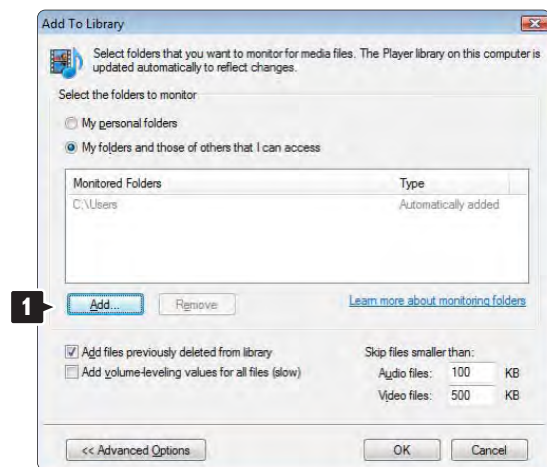 Add To Library
Select folders that you want to monitor for media files. The Player library on this computer is
updated automatically to reflect changes.
Select the folders to monitor
My personal folders
My folders and those of others that I can access
Monitored Folders Type
C:\Users Automatically added
1 Add... Remove Learn more about monitoring folders
Add files previously deleted from library Skip files smaller than:
Add volume-leveling values for all files (slow) Audio files: 100 KB
Video files: 500 KB
<< Advanced Options OK Cancel